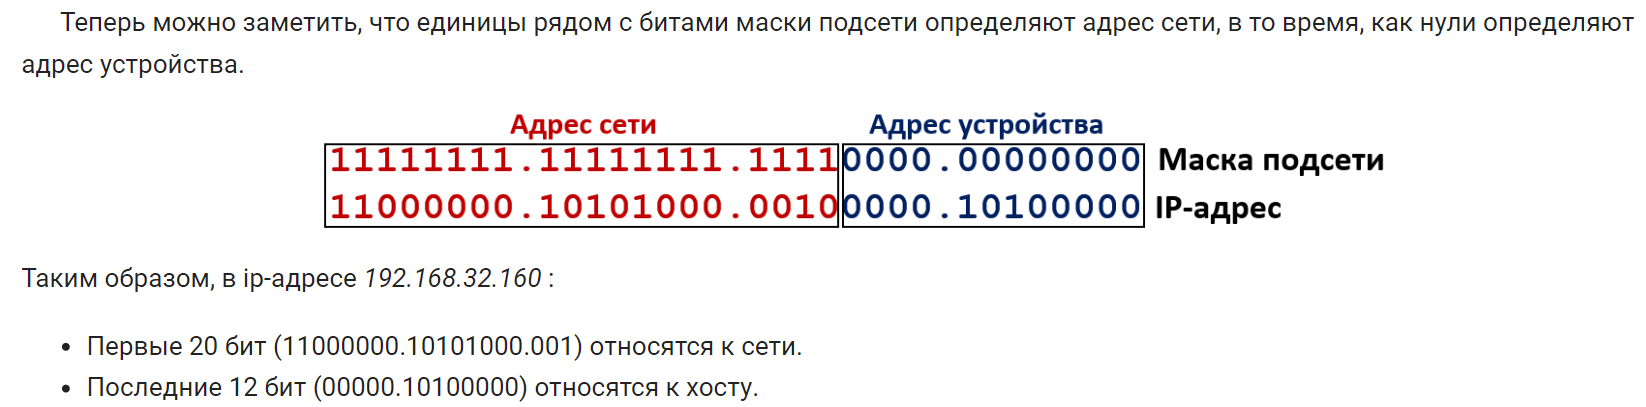 Теперь можно заметить, что единицы рядом с битами маски подсети определяют адрес сети, в то время, как нули определяют
адрес устройства.
Адрес сети Адрес устройства
11111111.11111111.11110000.00000000 Маска подсети
11000000.10101000.00100000.10100000 IP-адрес
Таким образом, в ip-адресе 192.168.32.160 :
• Первые 20 бит (11000000.10101000.001) относятся к сети.
• Последние 12 бит (00000.10100000) относятся к хосту.